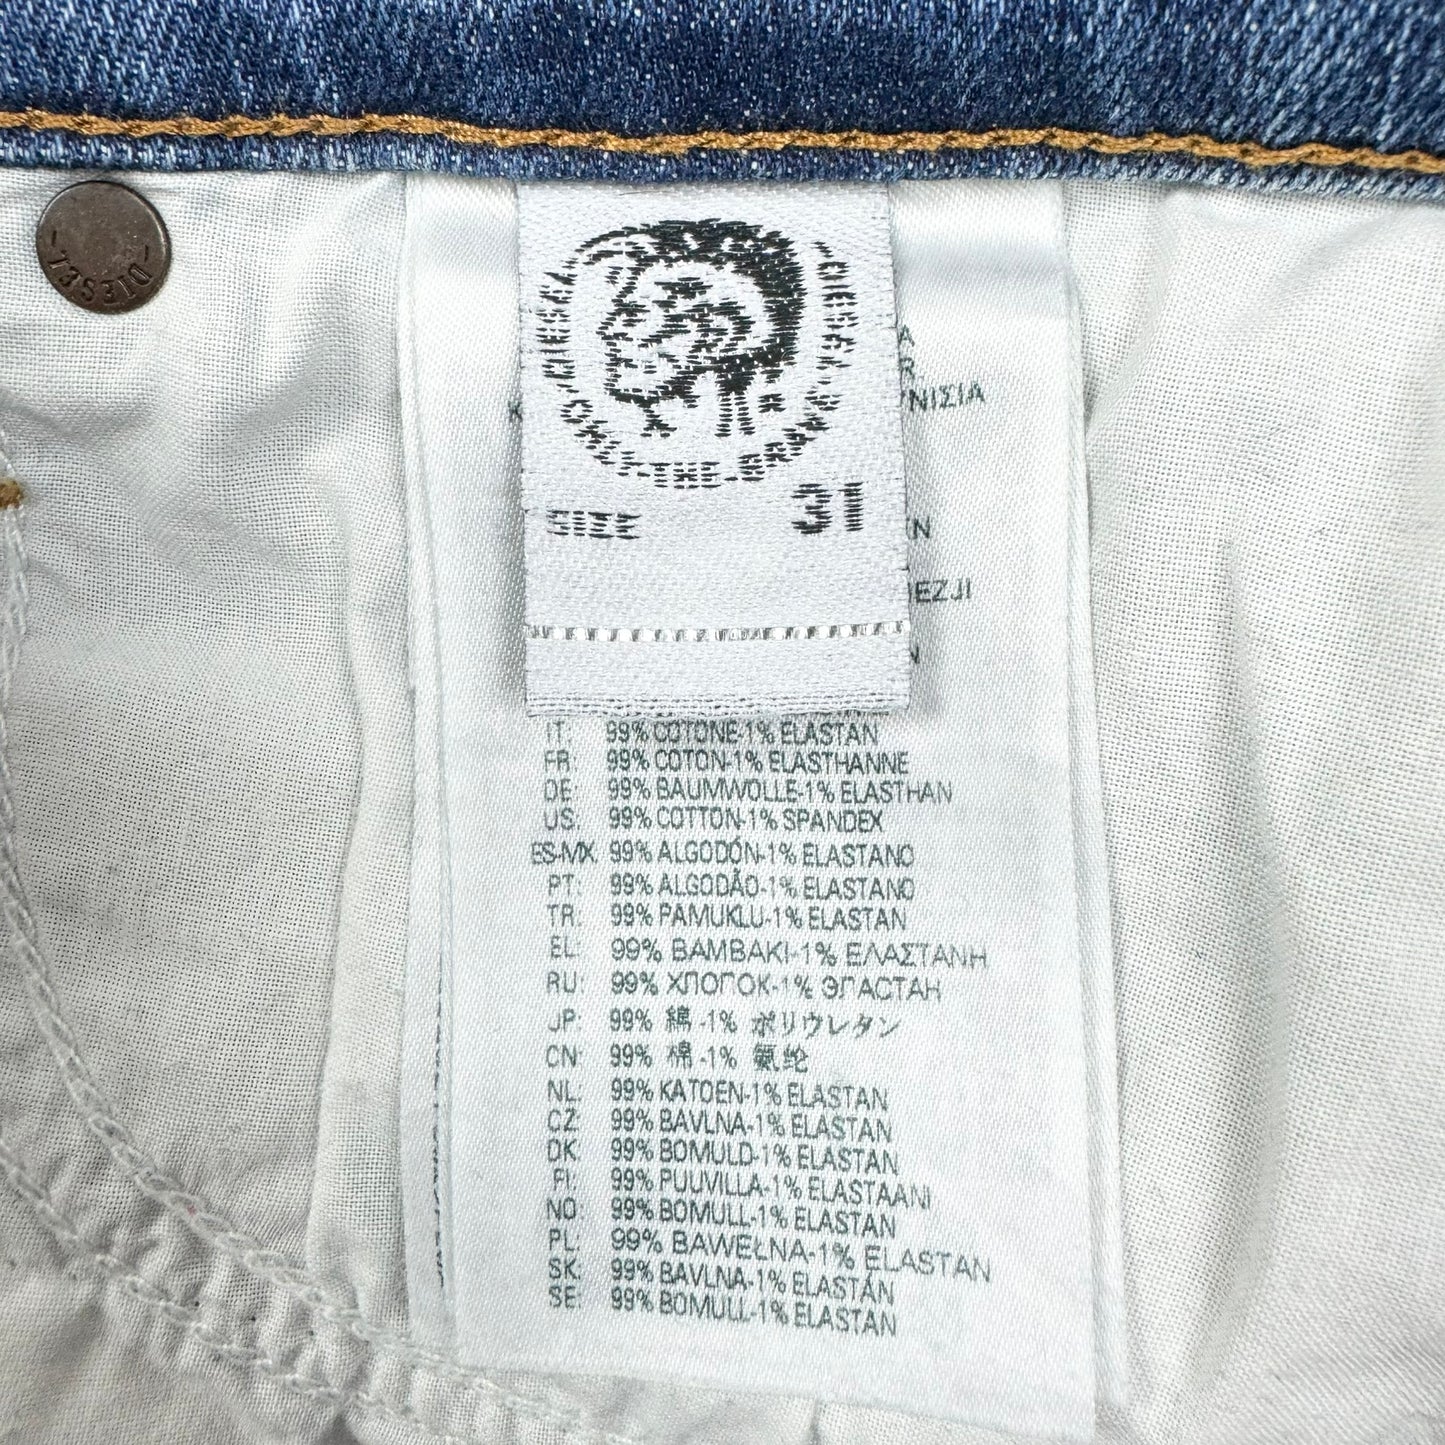 -DIESEL-
DIESEL
DIESEL
ONLY-THE-BRAVE
R
SIZE 31
A
R
ΥΝΙΣΙΑ
K
EN
IEZJI
N
IT: 99% COTONE-1% ELASTAN
FR: 99% COTON-1% ELASTHANNE
DE: 99% BAUMWOLLE-1% ELASTHAN
US: 99% COTTON-1% SPANDEX
ES-MX: 99% ALGODÓN-1% ELASTANO
PT: 99% ALGODÃO-1% ELASTANO
TR: 99% PAMUKLU-1% ELASTAN
EL: 99% ΒΑΜΒΑΚΙ-1% ΕΛΑΣΤΑΝΗ
RU: 99% ХЛОПОК-1% ЭЛАСТАН
JP: 99% 綿 -1% ポリウレタン
CN: 99% 棉 -1% 氨纶
NL: 99% KATOEN-1% ELASTAN
CZ: 99% BAVLNA-1% ELASTAN
DK: 99% BOMULD-1% ELASTAN
FI: 99% PUUVILLA-1% ELASTAANI
NO: 99% BOMULL-1% ELASTAN
PL: 99% BAWEŁNA-1% ELASTAN
SK: 99% BAVLNA-1% ELASTÁN
SE: 99% BOMULL-1% ELASTAN